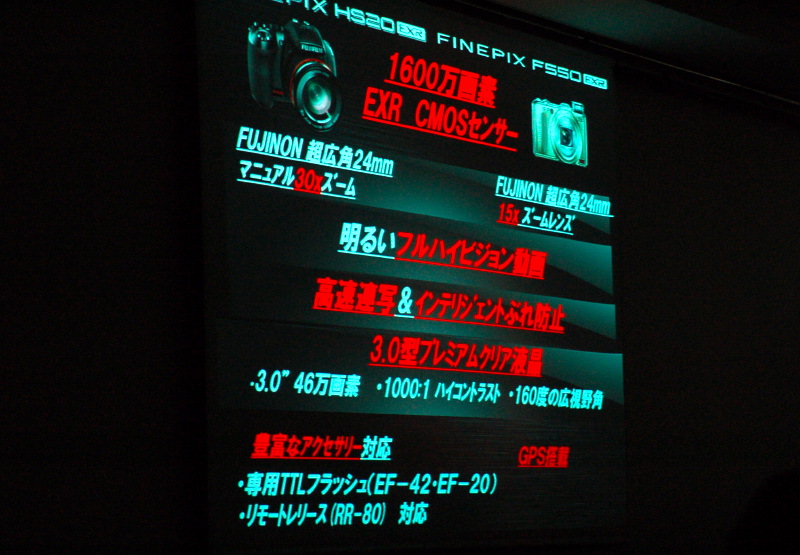 FINEPIX HS20 EXR
FINEPIX F550 EXR
FUJIFILM
1600万画素
EXR CMOSセンサー
FUJINON 超広角24mm
マニュアル30xズーム
FUJINON 超広角24mm
15x ズームレンズ
明るいフルハイビジョン動画
高速連写&インテリジェントぶれ防止
3.0型プレミアムクリア液晶
・3.0" 46万画素 ・1000:1 ハイコントラスト ・160度の広視野角
豊富なアクセサリー対応
GPS搭載
・専用TTLフラッシュ(EF-42・EF-20)
・リモートレリース(RR-80) 対応